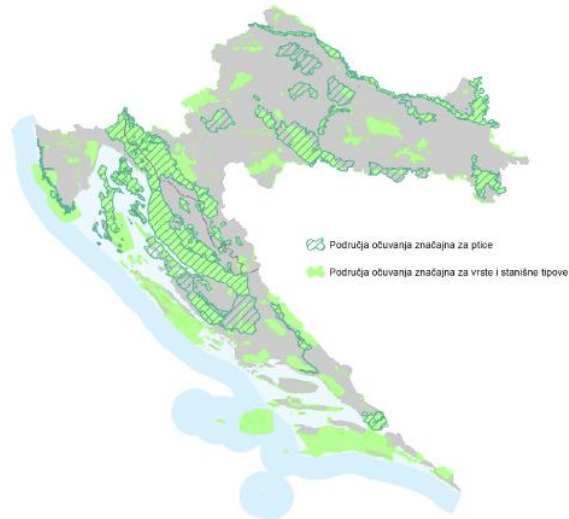 Područja očuvanja značajna za ptice
Područja očuvanja značajna za vrste i stanišne tipove